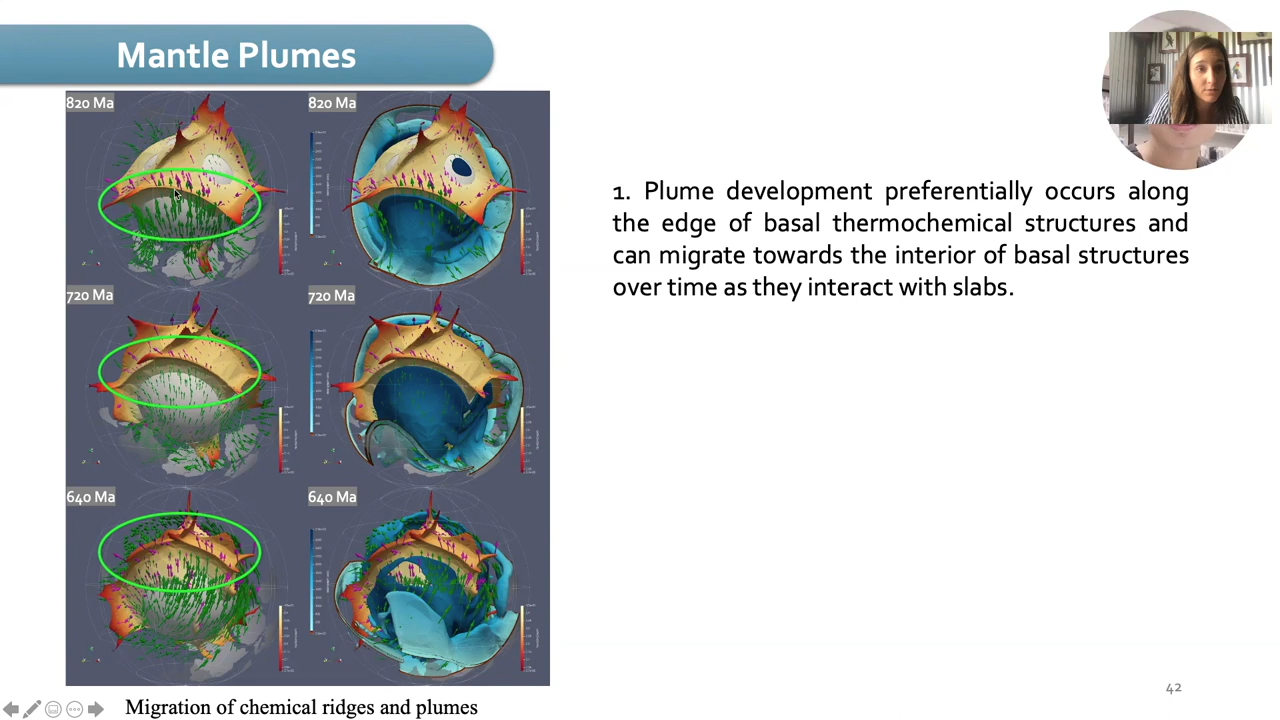 Mantle Plumes
820 Ma
820 Ma
720 Ma
720 Ma
640 Ma
640 Ma
Migration of chemical ridges and plumes
1. Plume development preferentially occurs along
the edge of basal thermochemical structures and
can migrate towards the interior of basal structures
over time as they interact with slabs.
42